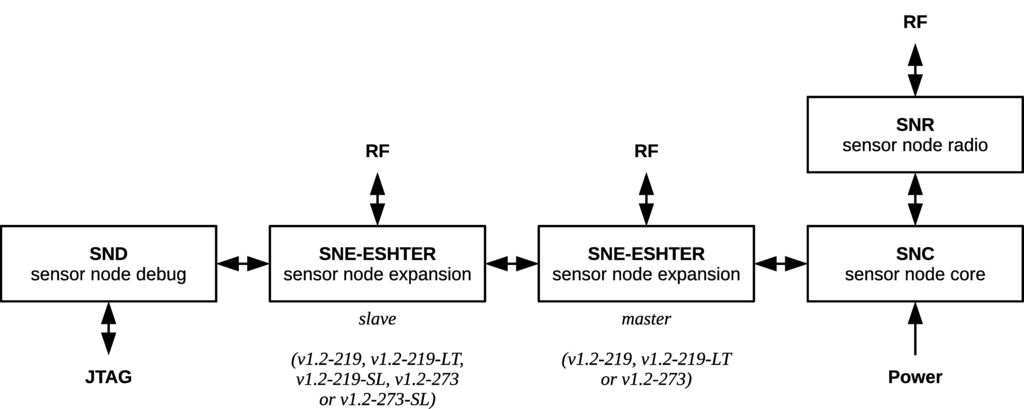 RF
SNR
sensor node radio
RF
RF
SND
sensor node debug
SNE-ESHTER
sensor node expansion
SNE-ESHTER
sensor node expansion
SNC
sensor node core
slave
master
(v1.2-219, v1.2-219-LT,
v1.2-219-SL, v1.2-273
or v1.2-273-SL)
(v1.2-219, v1.2-219-LT
or v1.2-273)
JTAG
Power